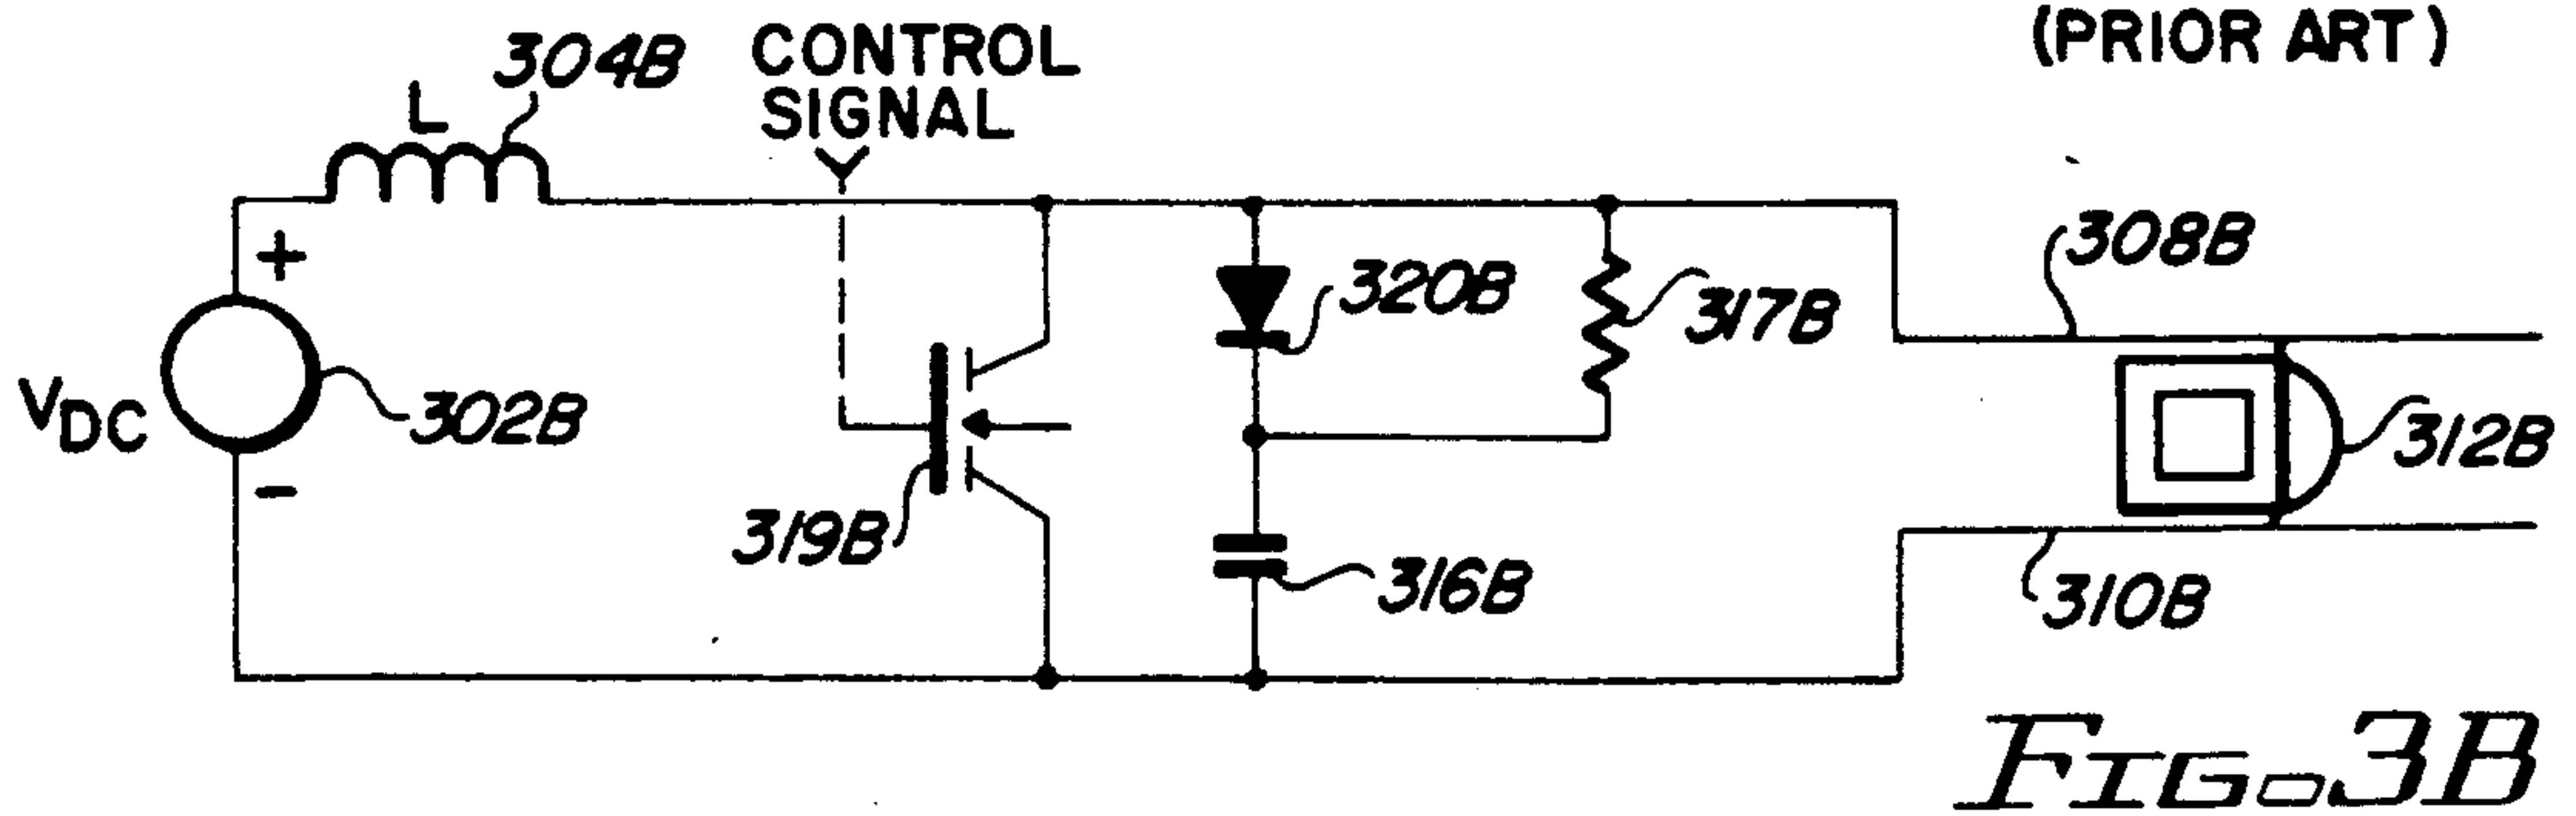 (PRIOR ART)
304B
CONTROL
SIGNAL
L
+
308B
320B
317B
VDC
302B
312B
-
319B
316B
310B
FIG. 3B